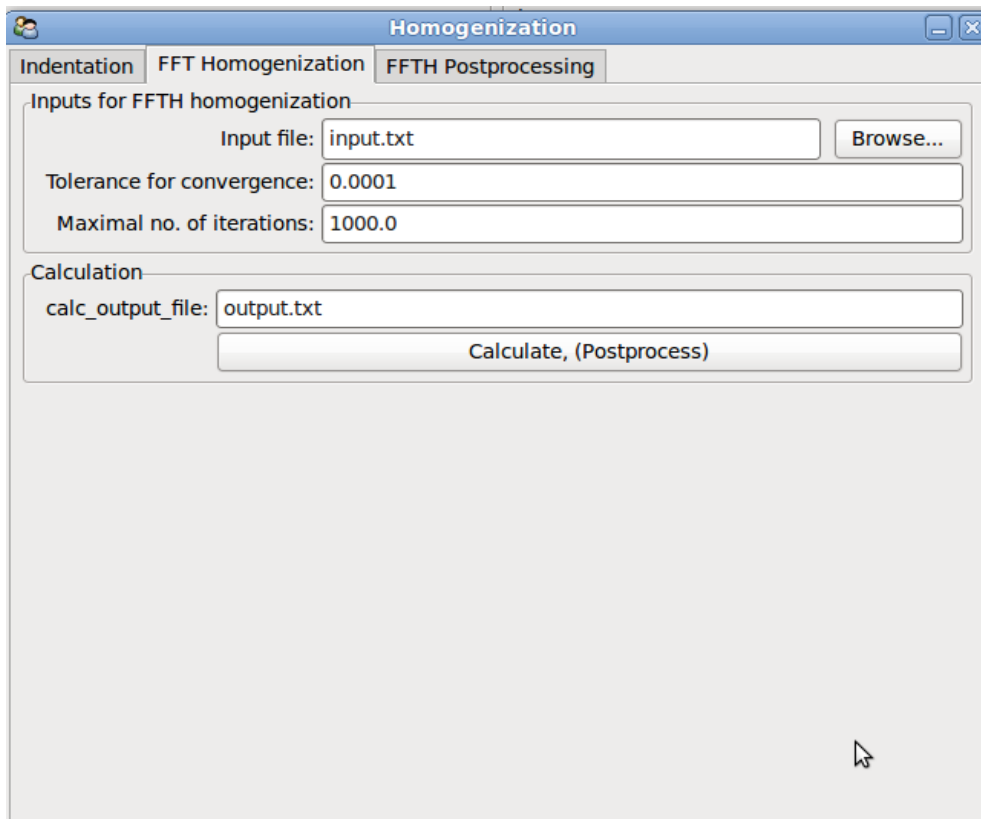 Homogenization
Indentation FFT Homogenization FFTH Postprocessing
Inputs for FFTH homogenization
Input file: input.txt Browse...
Tolerance for convergence: 0.0001
Maximal no. of iterations: 1000.0
Calculation
calc_output_file: output.txt
Calculate, (Postprocess)